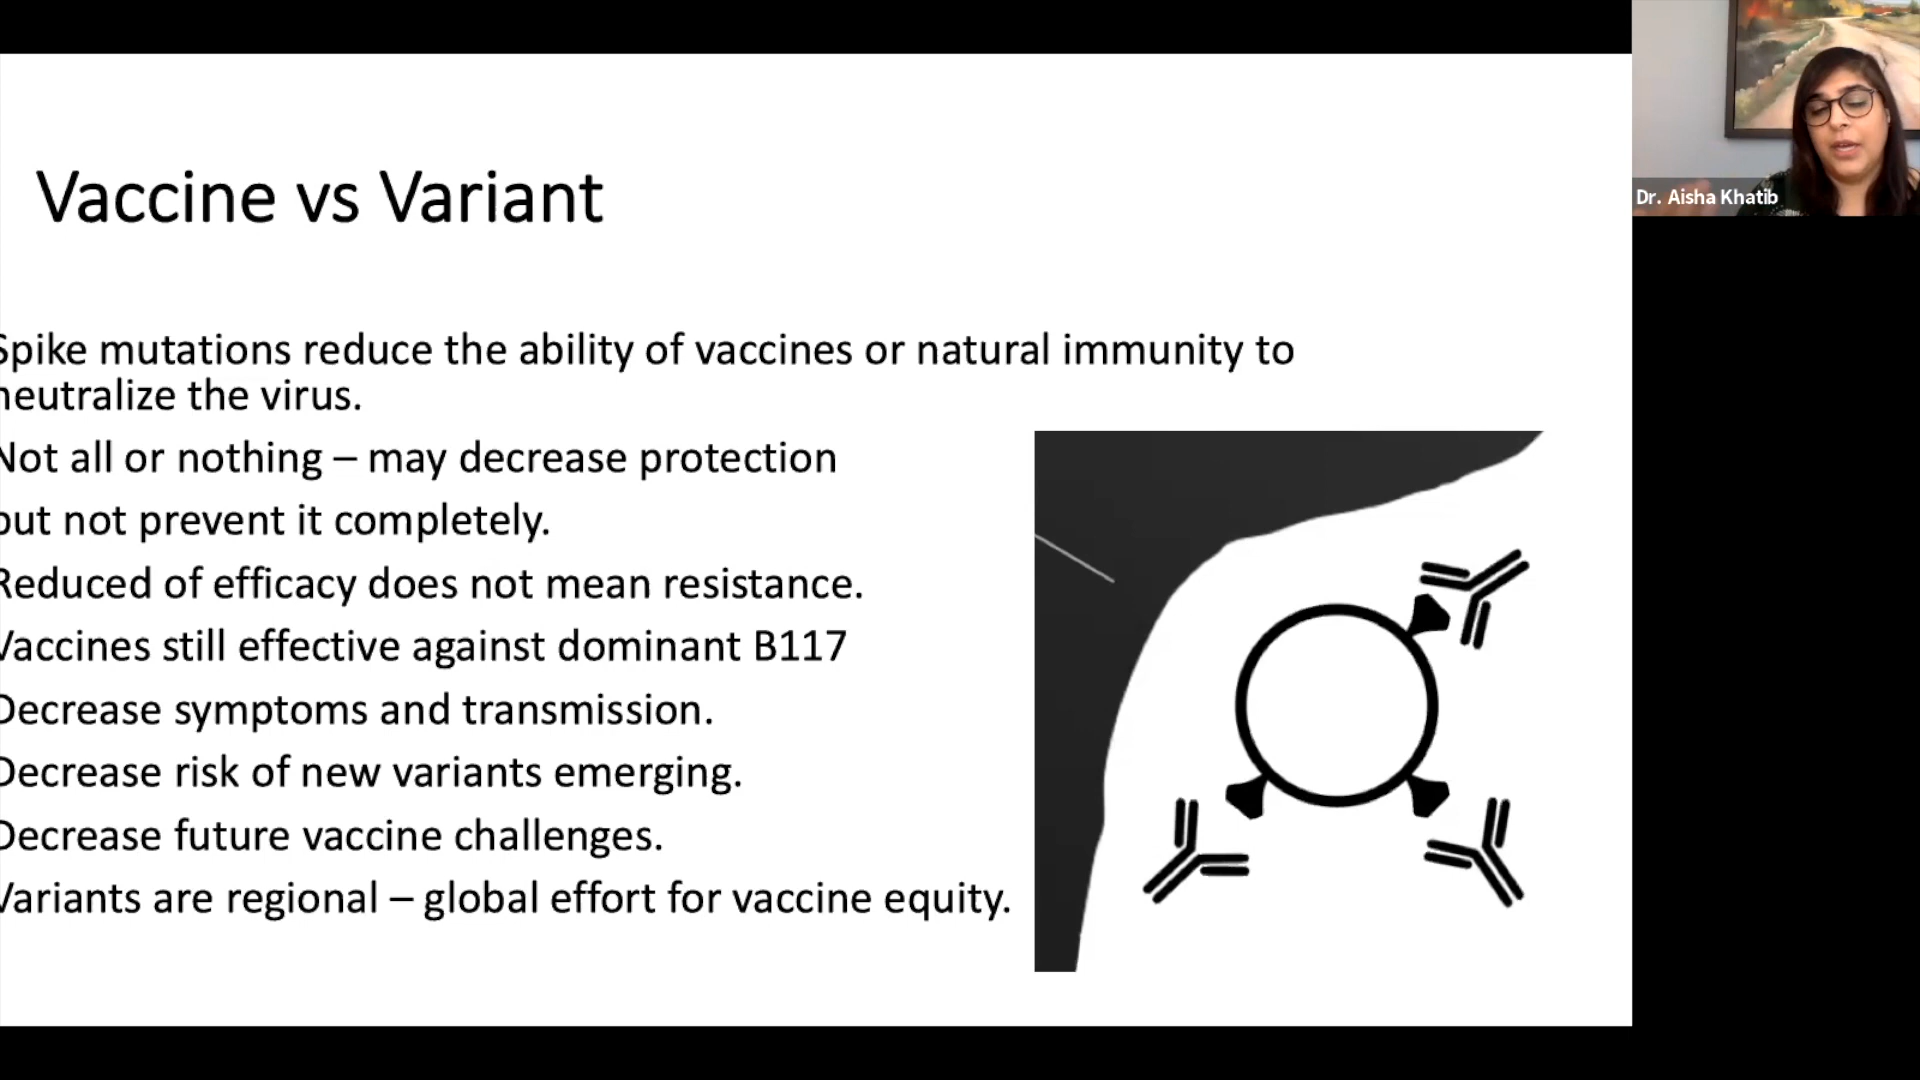 Vaccine vs Variant
Spike mutations reduce the ability of vaccines or natural immunity to
neutralize the virus.
Not all or nothing – may decrease protection
but not prevent it completely.
Reduced of efficacy does not mean resistance.
Vaccines still effective against dominant B117
Decrease symptoms and transmission.
Decrease risk of new variants emerging.
Decrease future vaccine challenges.
Variants are regional – global effort for vaccine equity.
Dr. Aisha Khatib